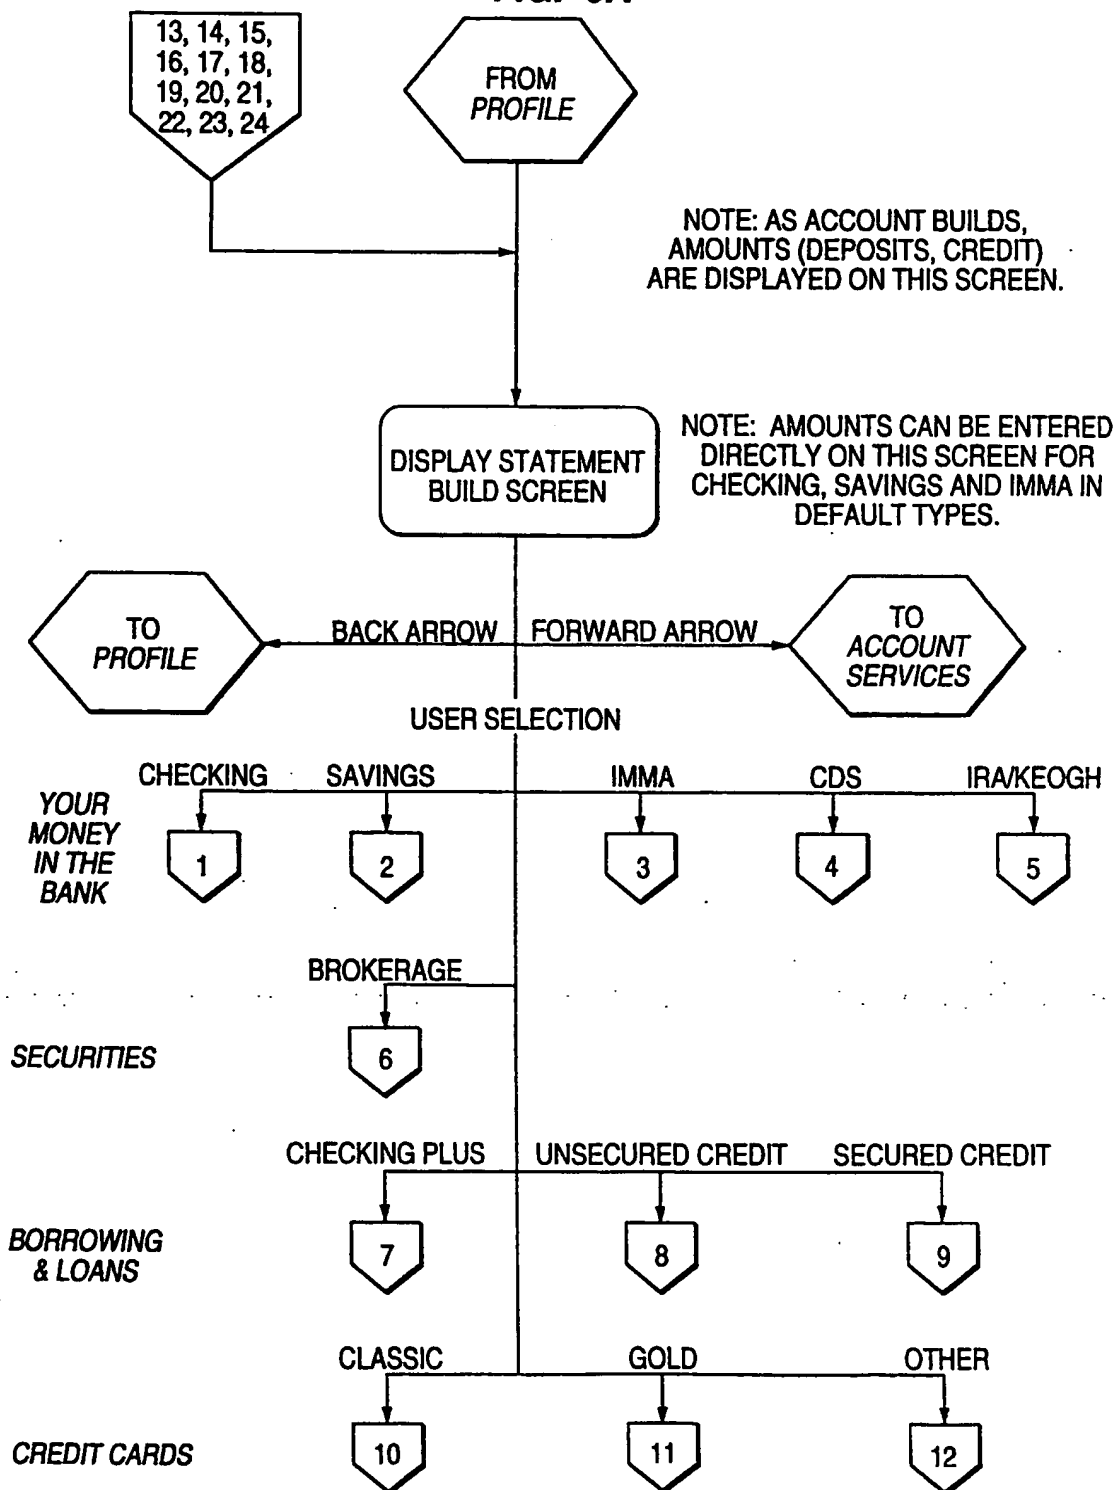 13, 14, 15,
16, 17, 18,
19, 20, 21,
22, 23, 24
FROM
PROFILE
NOTE: AS ACCOUNT BUILDS,
AMOUNTS (DEPOSITS, CREDIT)
ARE DISPLAYED ON THIS SCREEN.
DISPLAY STATEMENT
BUILD SCREEN
NOTE: AMOUNTS CAN BE ENTERED
DIRECTLY ON THIS SCREEN FOR
CHECKING, SAVINGS AND IMMA IN
DEFAULT TYPES.
TO
PROFILE
BACK ARROW
FORWARD ARROW
TO
ACCOUNT
SERVICES
USER SELECTION
CHECKING
SAVINGS
IMMA
CDS
IRA/KEOGH
YOUR
MONEY
IN THE
BANK
1
2
3
4
5
BROKERAGE
SECURITIES
6
CHECKING PLUS
UNSECURED CREDIT
SECURED CREDIT
BORROWING
& LOANS
7
8
9
CLASSIC
GOLD
OTHER
CREDIT CARDS
10
11
12